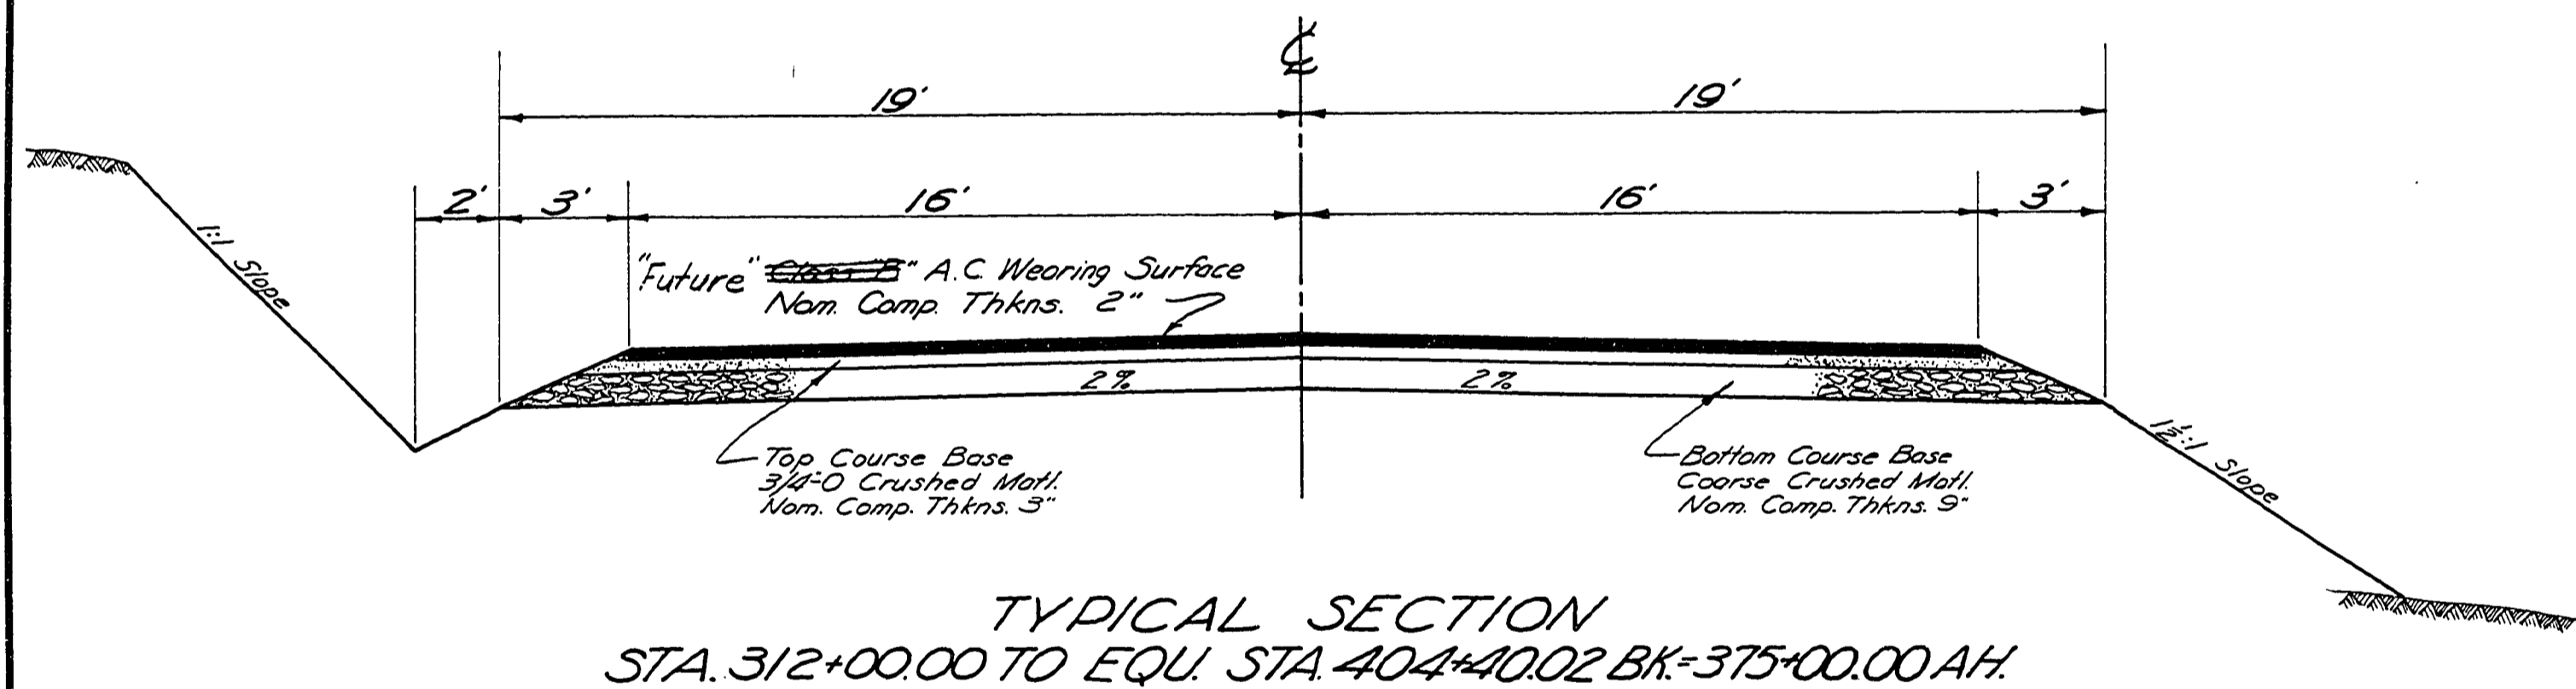 ℄
19' 19'
2' 3' 16' 16' 3'
1:1 Slope
"Future" Class "B" A.C. Wearing Surface
Nom. Comp. Thkns. 2"
2% 2%
Top Course Base
3/4"-0 Crushed Matl.
Nom. Comp. Thkns. 3"
Bottom Course Base
Coarse Crushed Matl.
Nom. Comp. Thkns. 9"
1½:1 Slope
TYPICAL SECTION
STA. 312+00.00 TO EQU. STA. 404+40.02 BK.=375+00.00 AH.